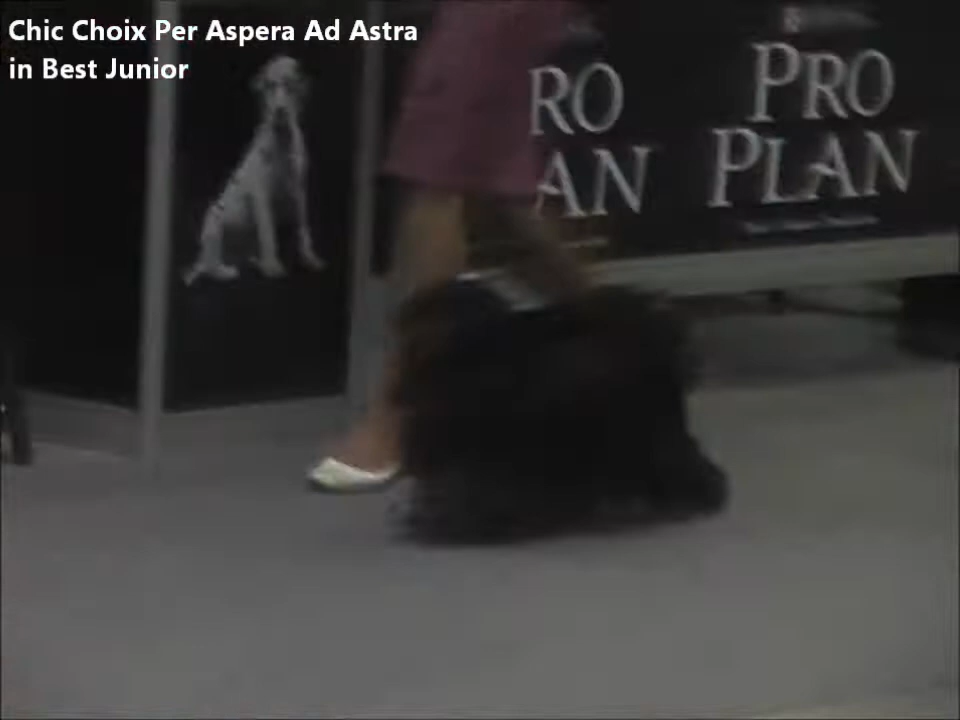 Chic Choix Per Aspera Ad Astra
in Best Junior
RO
AN
PRO
PLAN